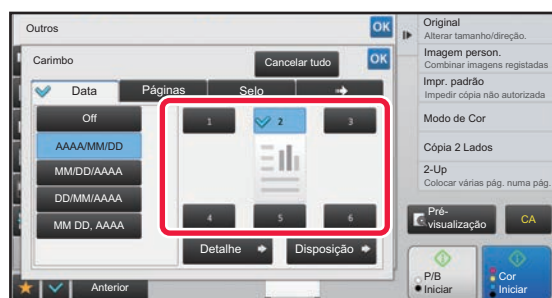 Outros
OK
Carimbo
Cancelar tudo
OK
Data
Páginas
Selo
Off
AAAA/MM/DD
MM/DD/AAAA
DD/MM/AAAA
MM DD, AAAA
1
2
3
4
5
6
Detalhe
Disposição
Anterior
Original
Alterar tamanho/direção.
Imagem person.
Combinar imagens registadas
Impr. padrão
Impedir cópia não autorizada
Modo de Cor
Cópia 2 Lados
2-Up
Colocar várias pág. numa pág.
Pré-
visualização
CA
P/B
Iniciar
Cor
Iniciar